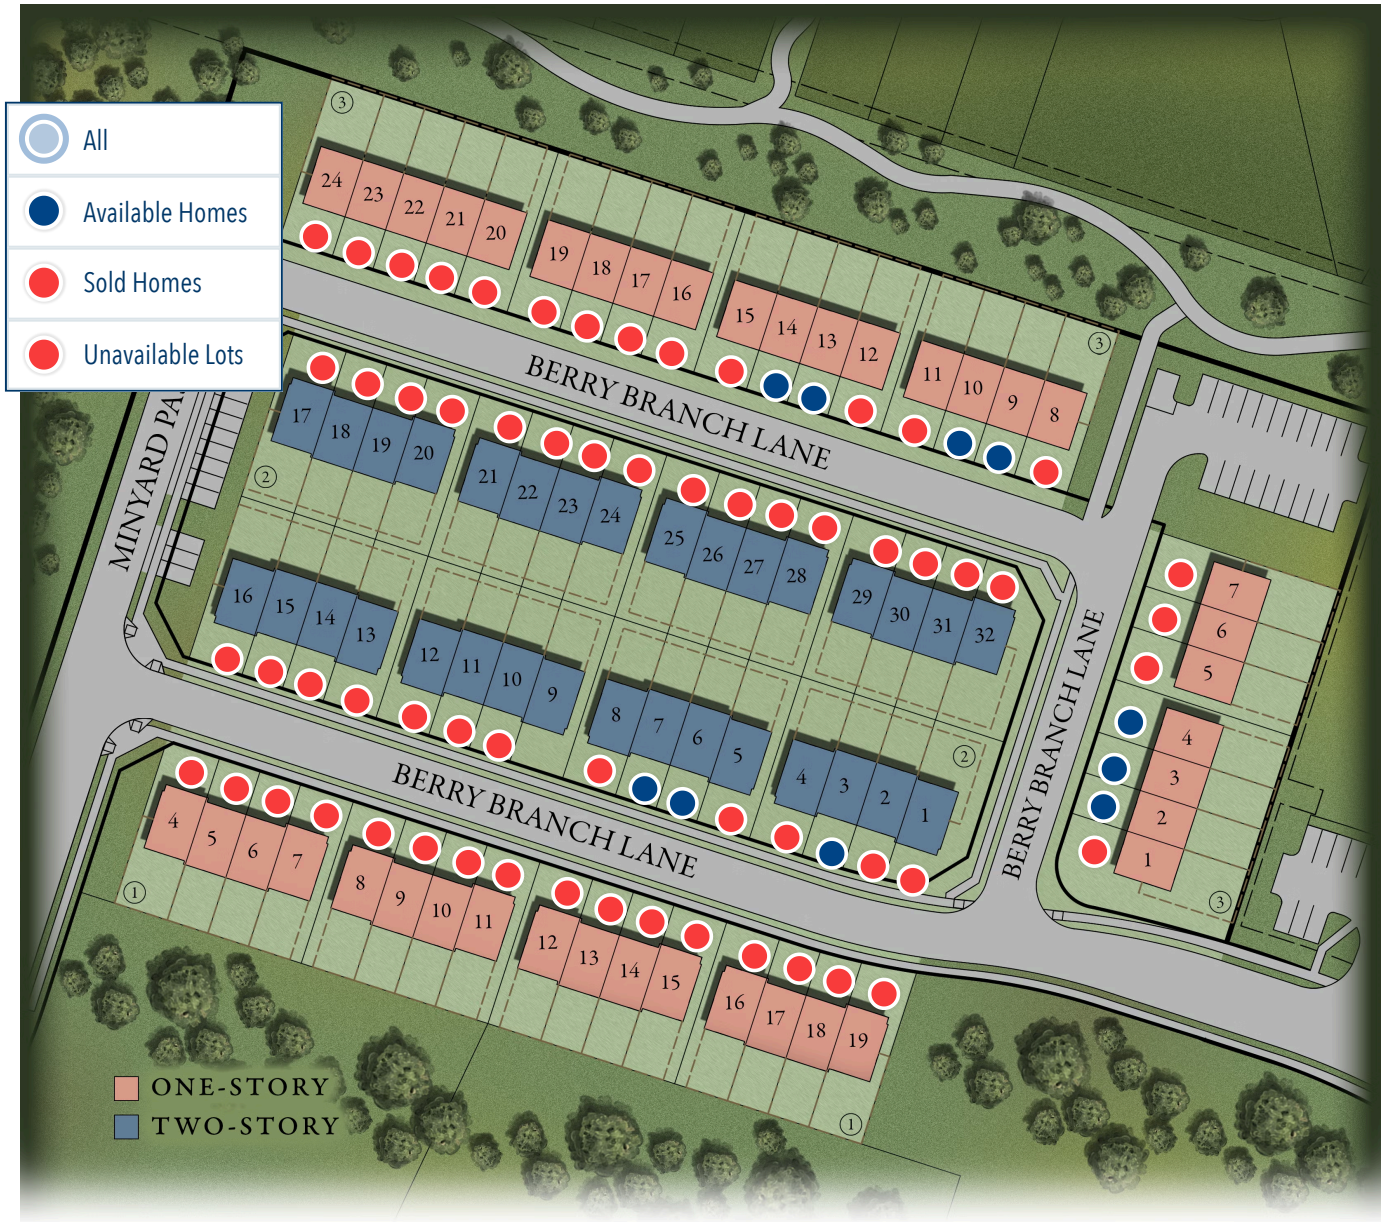 All
Available Homes
Sold Homes
Unavailable Lots
3
24 23 22 21 20
19 18 17 16
15 14 13 12
11 10 9 8
3
BERRY BRANCH LANE
MINYARD PA
17 18 19 20
21 22 23 24
25 26 27 28
29 30 31 32
2
16 15 14 13
12 11 10 9
8 7 6 5
4 3 2 1
2
BERRY BRANCH LANE
7
6
5
4
3
2
1
3
BERRY BRANCH LANE
4 5 6 7
8 9 10 11
12 13 14 15
16 17 18 19
1
1
ONE-STORY
TWO-STORY